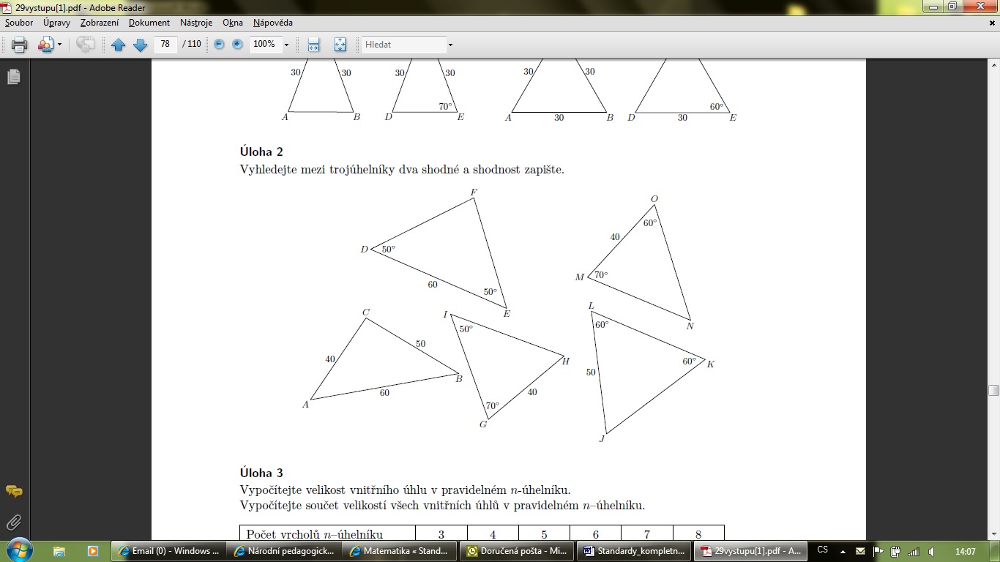 29vystupu[1].pdf - Adobe Reader
Soubor Úpravy Zobrazení Dokument Nástroje Okna Nápověda
78 / 110 100% Hledat
30 30 30 30 30 30
70° 60°
A B D E A 30 B D 30 E
Úloha 2
Vyhledejte mezi trojúhelníky dva shodné a shodnost zapište.
F
D 50°
60
50°
E
O
60°
40
M 70°
N
C
40
50
B
60
A
I
50°
H
40
70°
G
L
60°
60° K
50
J
Úloha 3
Vypočítejte velikost vnitřního úhlu v pravidelném n-úhelníku.
Vypočítejte součet velikostí všech vnitřních úhlů v pravidelném n–úhelníku.
Počet vrcholů n–úhelníku 3 4 5 6 7 8
Email (0) - Windows ... Národní pedagogick... Matematika « Stand... Doručená pošta - Mi... Standardy_kompletn... 29vystupu[1].pdf - A... CS 14:07